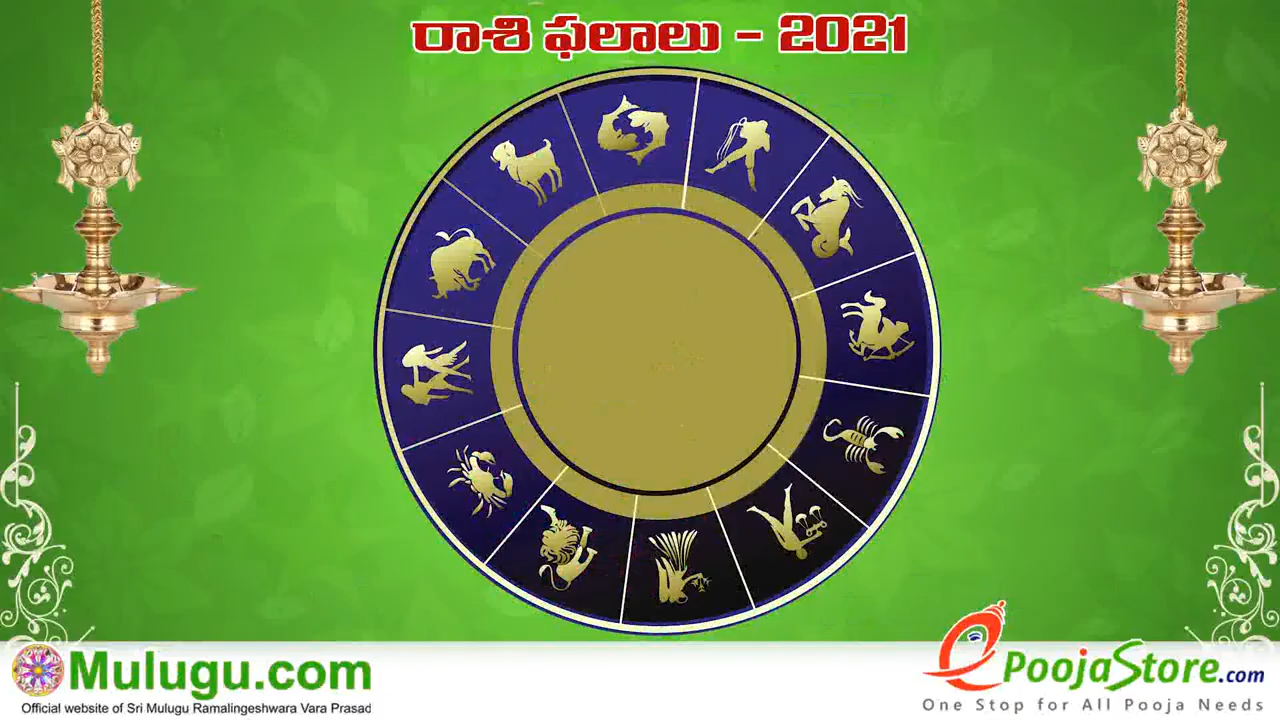 రాశి ఫలాలు - 2021
Mulugu.com
Official website of Sri Mulugu Ramalingeshwara Vara Prasad
ePoojaStore.com
One Stop for All Pooja Needs